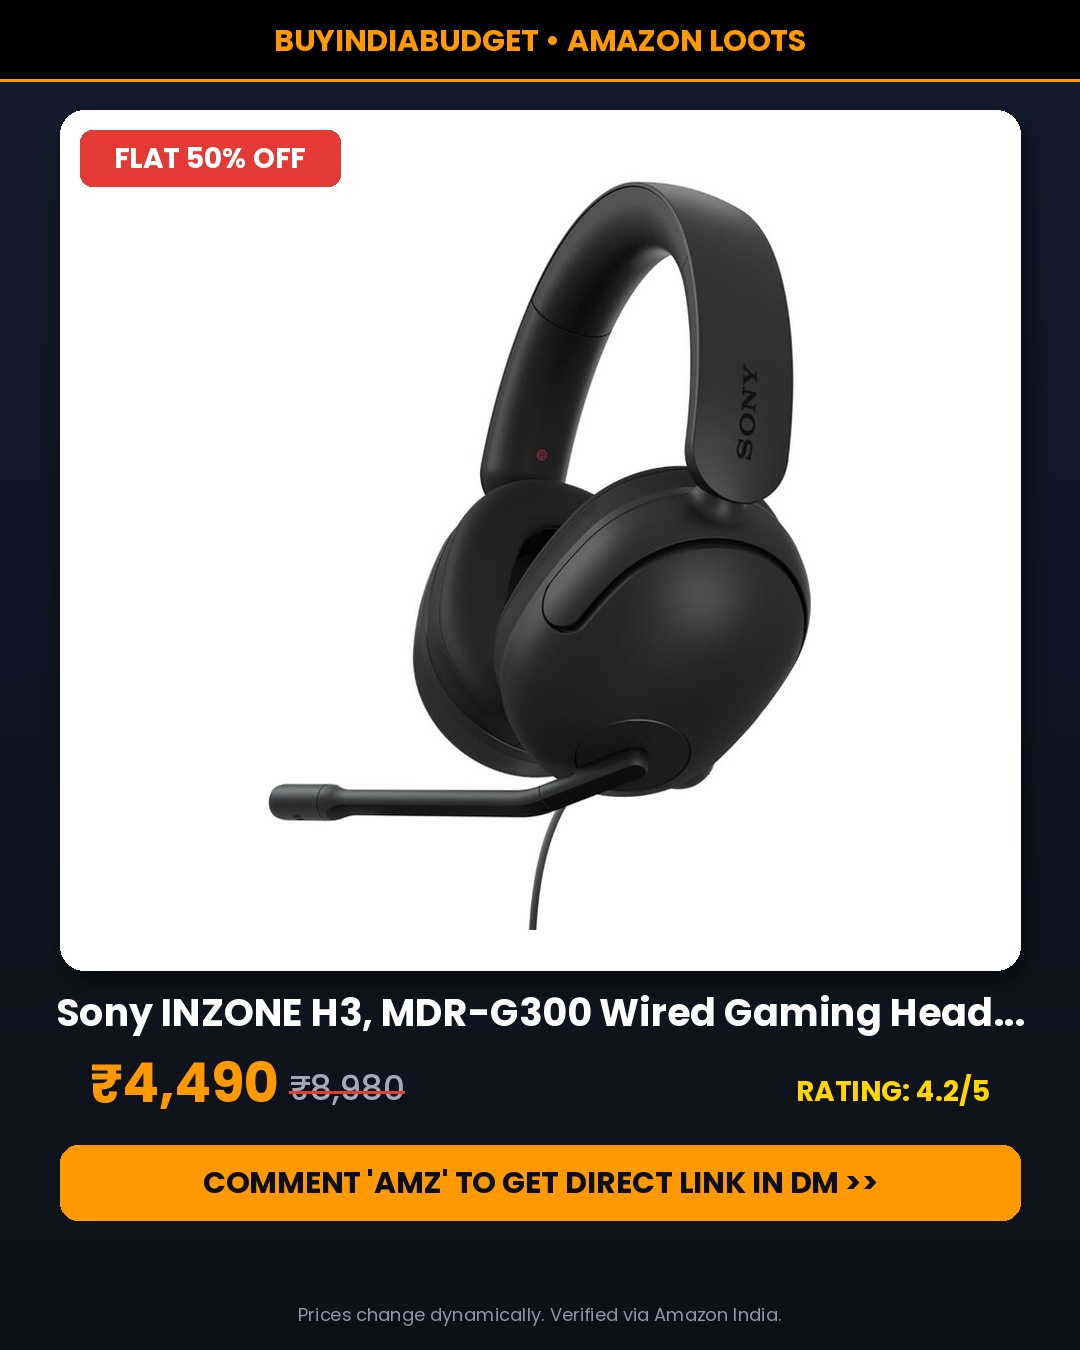 BUYINDIABUDGET • AMAZON LOOTS
FLAT 50% OFF
SONY
Sony INZONE H3, MDR-G300 Wired Gaming Head...
₹4,490 ₹8,980
RATING: 4.2/5
COMMENT 'AMZ' TO GET DIRECT LINK IN DM >>
Prices change dynamically. Verified via Amazon India.